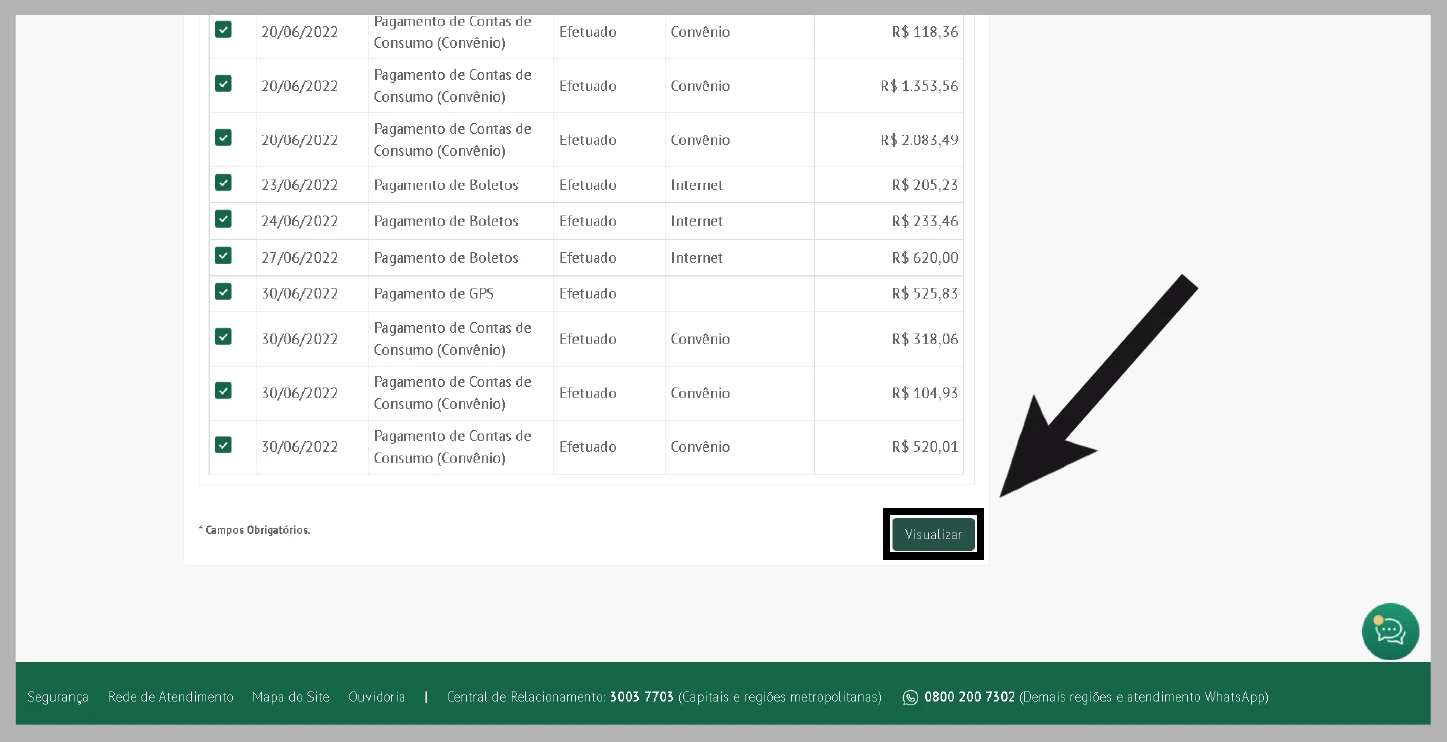 Pagamento de Contas de
20/06/2022 Efetuado Convênio R$ 118,36
Consumo (Convênio)
Pagamento de Contas de
20/06/2022 Efetuado Convênio R$ 1.353,56
Consumo (Convênio)
Pagamento de Contas de
20/06/2022 Efetuado Convênio R$ 2.083,49
Consumo (Convênio)
23/06/2022 Pagamento de Boletos Efetuado Internet R$ 205,23
24/06/2022 Pagamento de Boletos Efetuado Internet R$ 233,46
27/06/2022 Pagamento de Boletos Efetuado Internet R$ 620,00
30/06/2022 Pagamento de GPS Efetuado R$ 525,83
Pagamento de Contas de
30/06/2022 Efetuado Convênio R$ 318,06
Consumo (Convênio)
Pagamento de Contas de
30/06/2022 Efetuado Convênio R$ 104,93
Consumo (Convênio)
Pagamento de Contas de
30/06/2022 Efetuado Convênio R$ 520,01
Consumo (Convênio)
* Campos Obrigatórios.
Visualizar
Segurança Rede de Atendimento Mapa do Site Ouvidoria | Central de Relacionamento: 3003 7703 (Capitais e regiões metropolitanas) 0800 200 7302 (Demais regiões e atendimento WhatsApp)